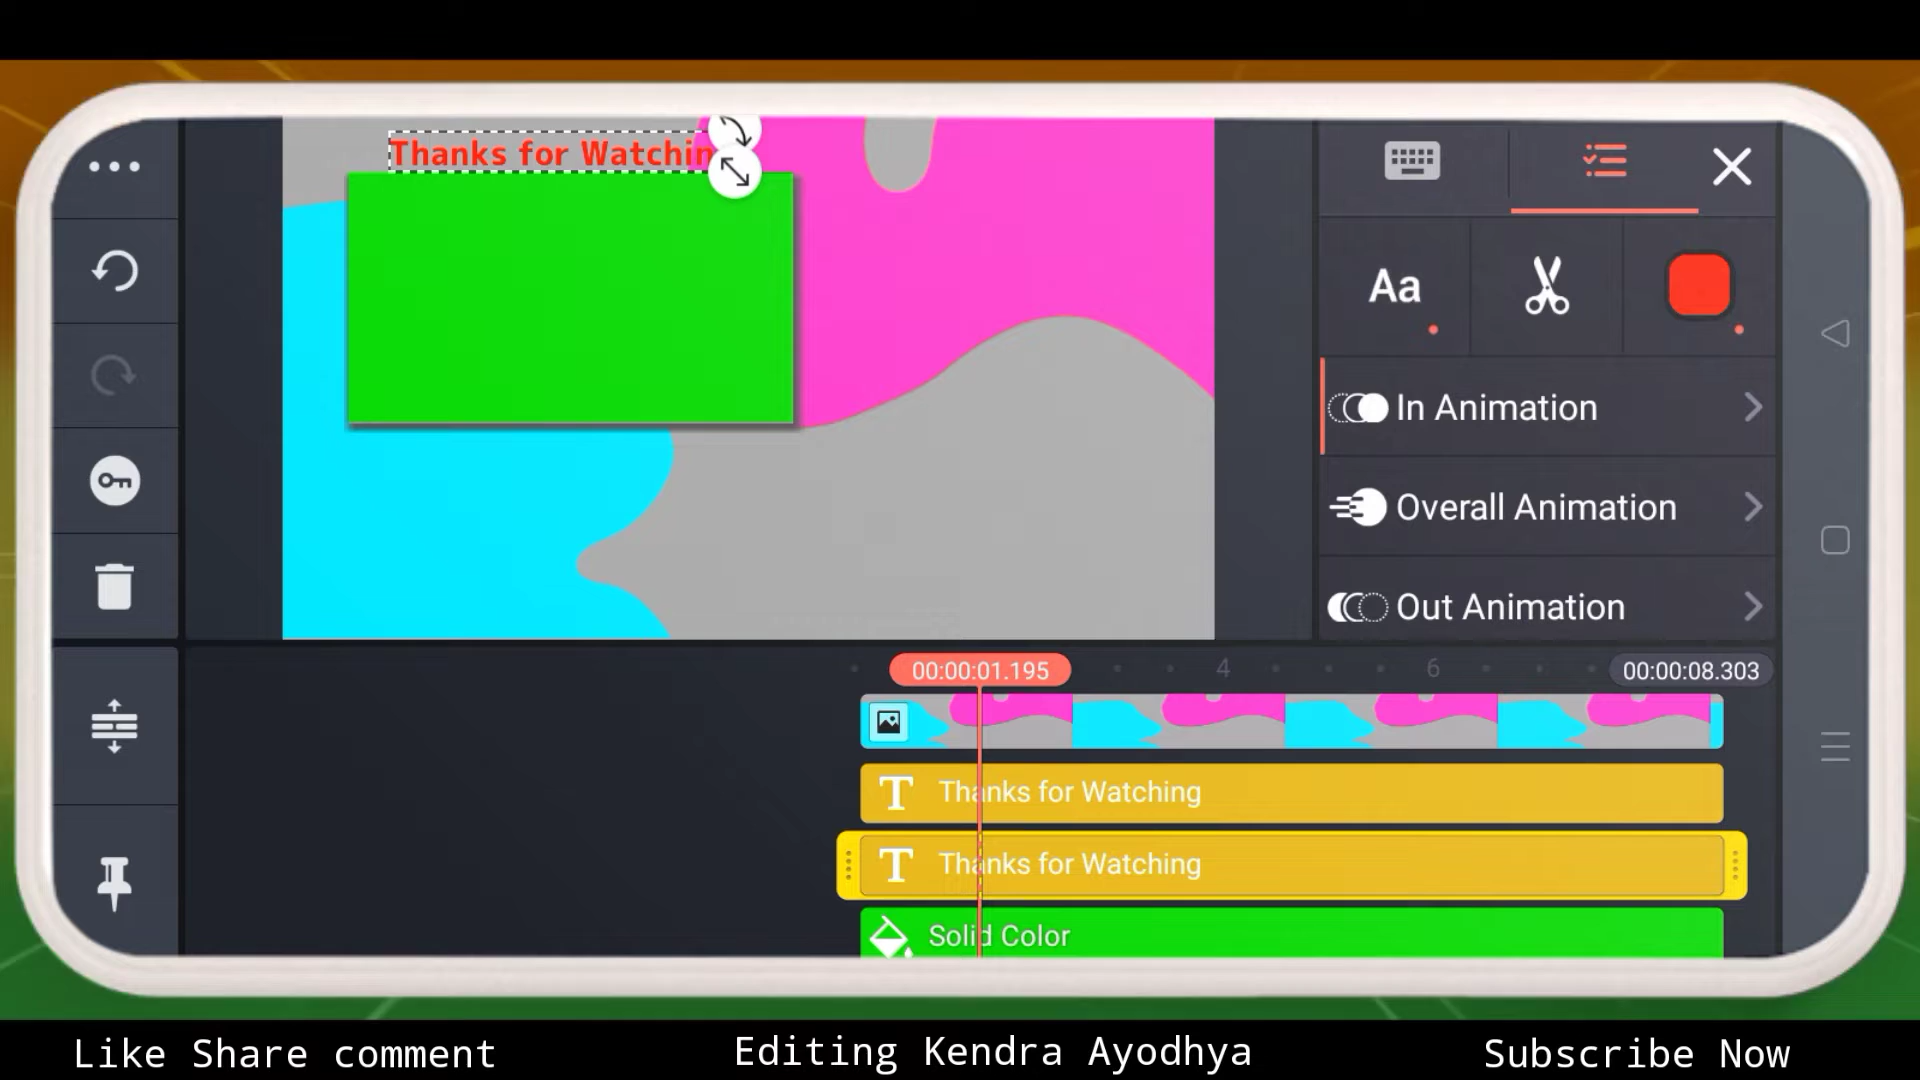 Thanks for Watchin
Aa
In Animation
Overall Animation
Out Animation
00:00:01.195
4
6
00:00:08.303
T Thanks for Watching
T Thanks for Watching
Solid Color
Like Share comment
Editing Kendra Ayodhya
Subscribe Now